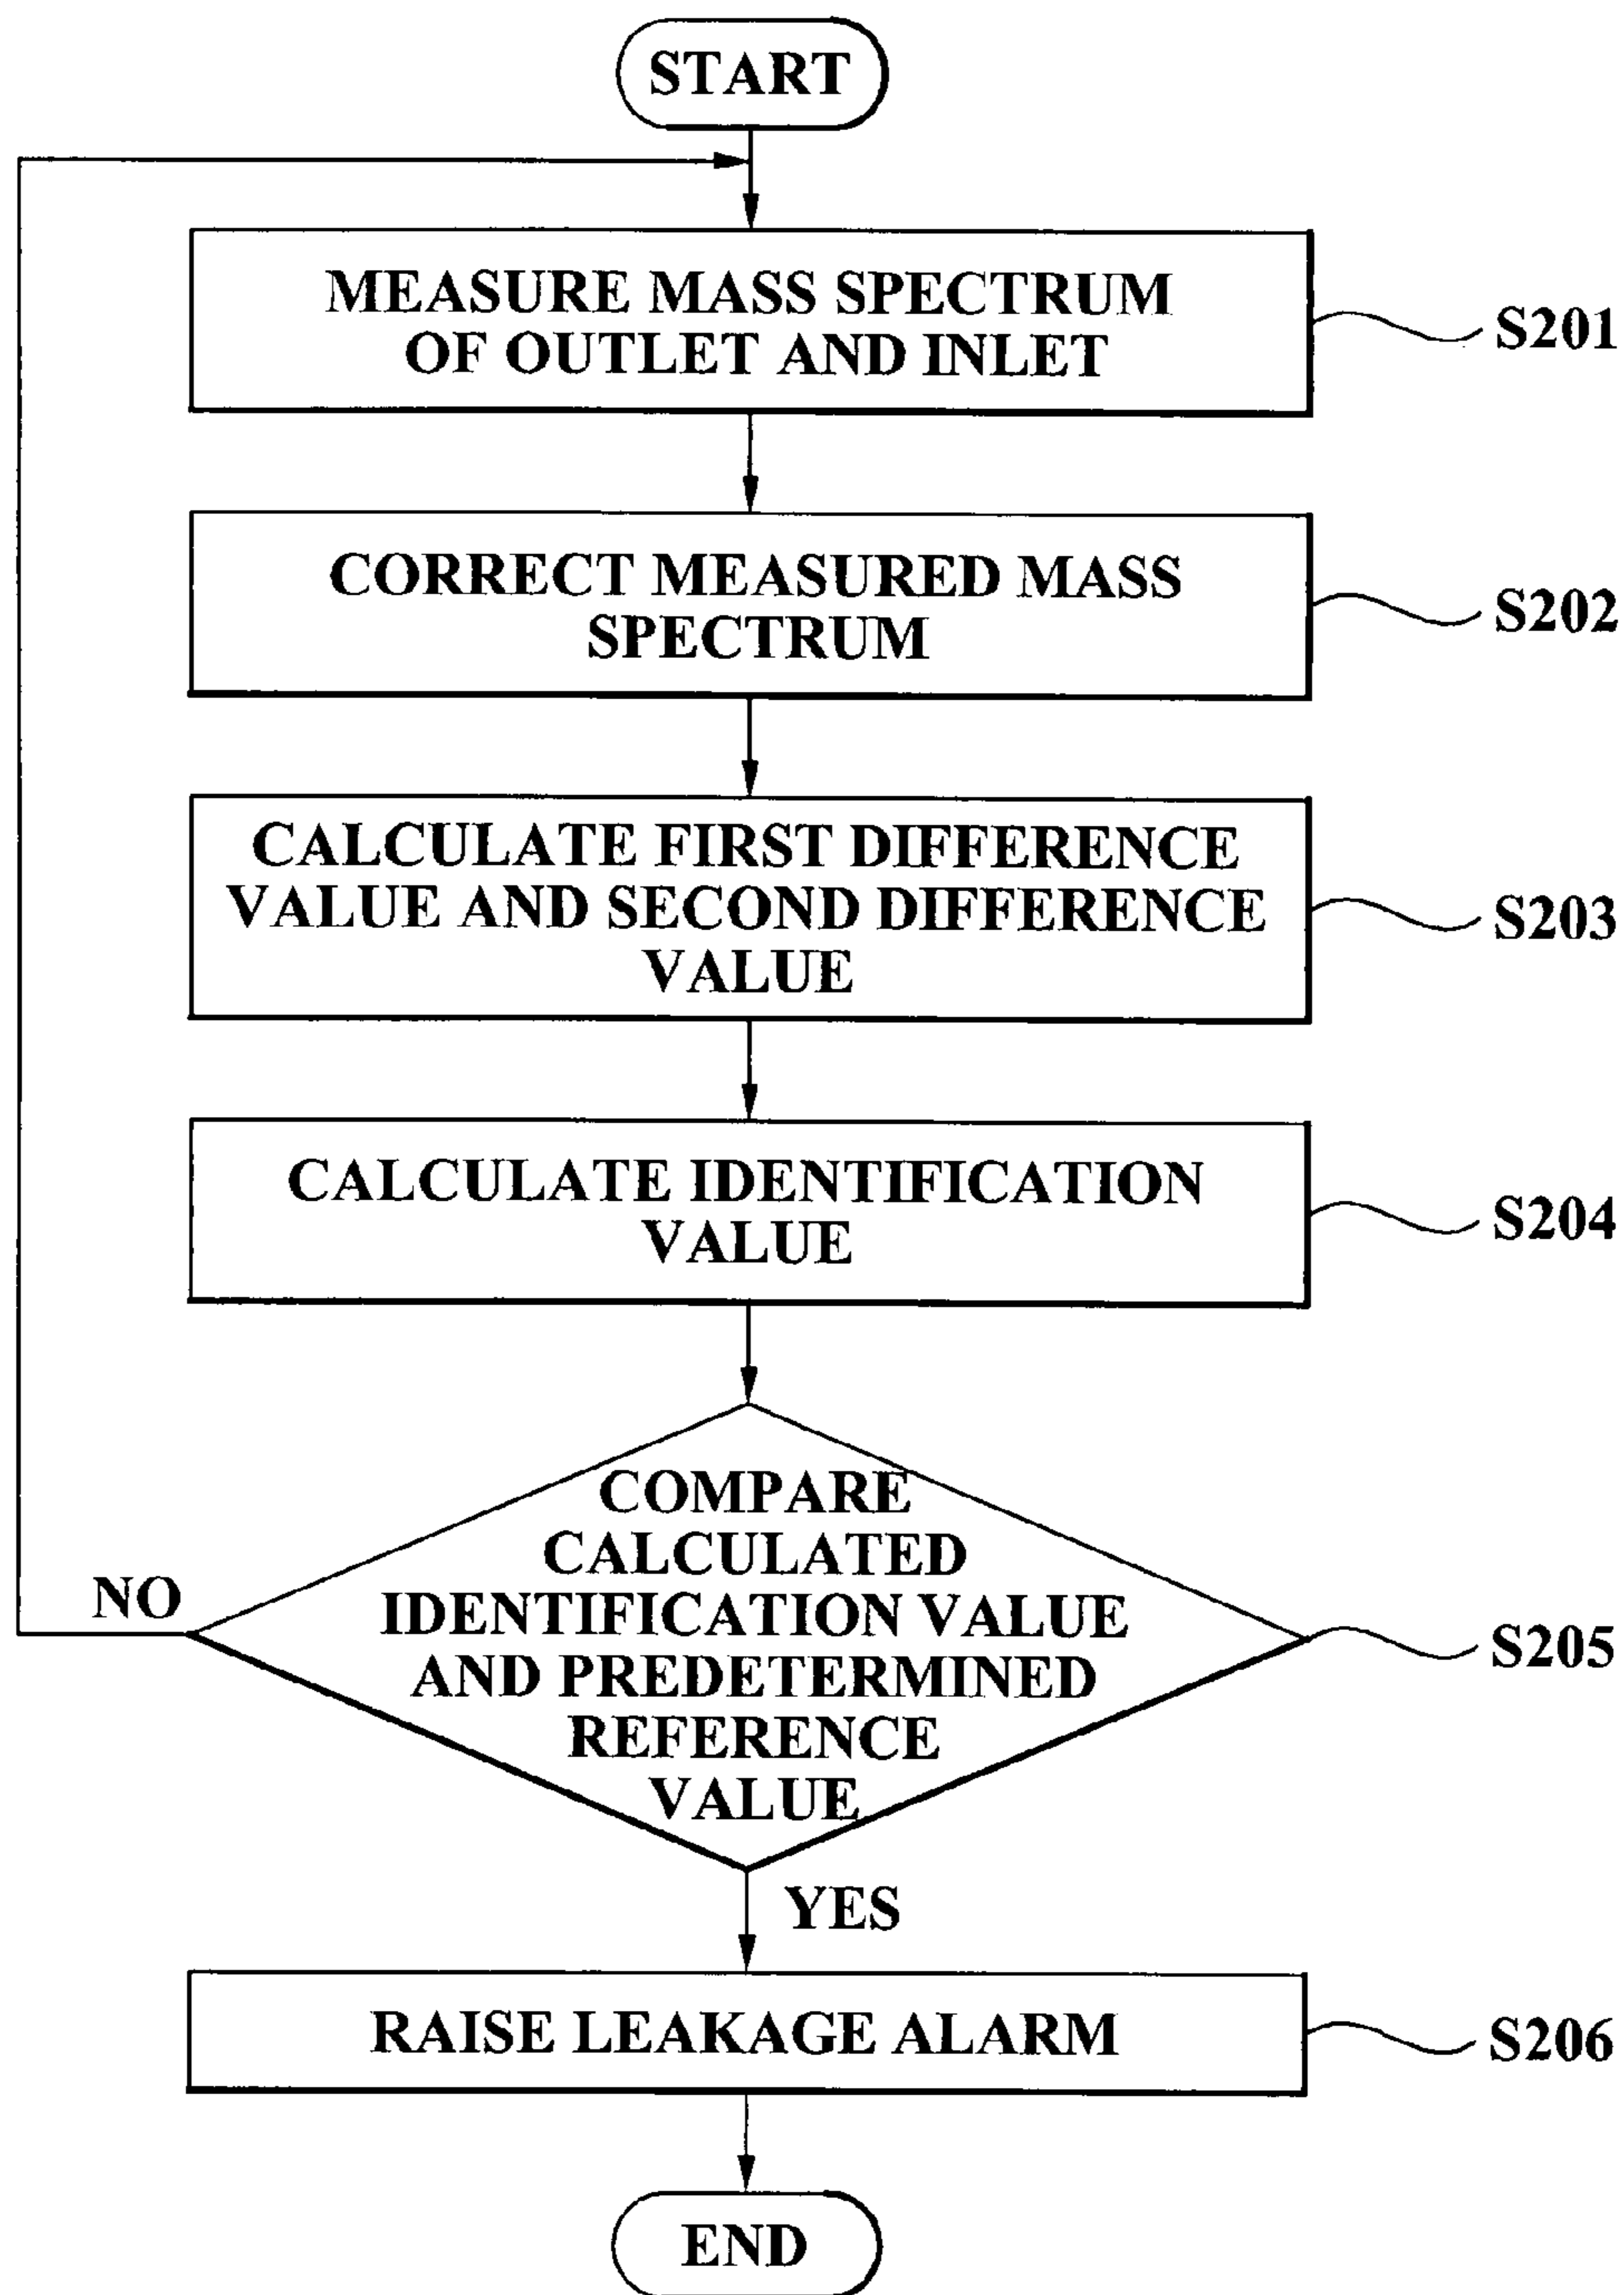 START
MEASURE MASS SPECTRUM
OF OUTLET AND INLET
S201
CORRECT MEASURED MASS
SPECTRUM
S202
CALCULATE FIRST DIFFERENCE
VALUE AND SECOND DIFFERENCE
VALUE
S203
CALCULATE IDENTIFICATION
VALUE
S204
COMPARE
CALCULATED
IDENTIFICATION VALUE
AND PREDETERMINED
REFERENCE
VALUE
NO
S205
YES
RAISE LEAKAGE ALARM
S206
END